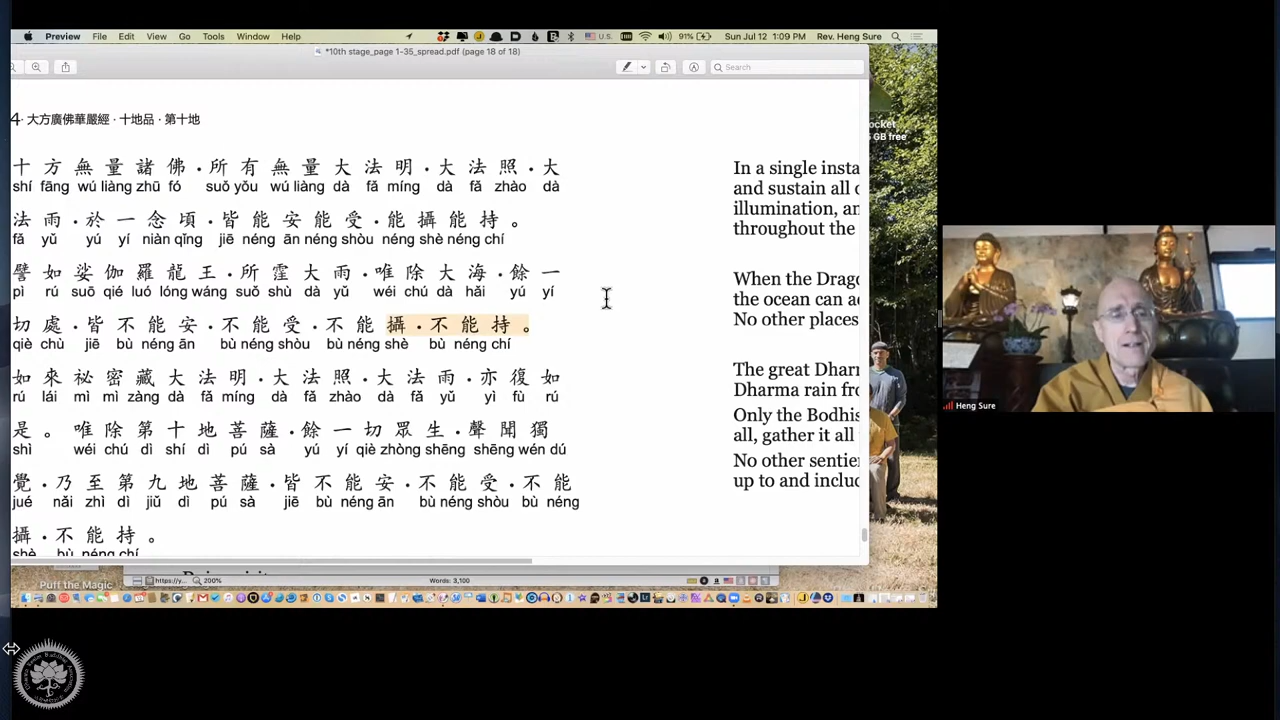 Preview File Edit View Go Tools Window Help
U.S. 91% Sun Jul 12 1:09 PM Rev. Heng Sure
*10th stage_page 1-35_spread.pdf (page 18 of 18)
Search
4· 大方廣佛華嚴經 · 十地品 · 第十地
十方無量諸佛·所有無量大法明·大法照·大
shí fāng wú liàng zhū fó suǒ yǒu wú liàng dà fǎ míng dà fǎ zhào dà
法雨·於一念頃·皆能安能受·能攝能持。
fǎ yǔ yú yí niàn qǐng jiē néng ān néng shòu néng shè néng chí
譬如娑伽羅龍王·所霔大雨·唯除大海·餘一
pì rú suō qié luó lóng wáng suǒ shù dà yǔ wéi chú dà hǎi yú yí
切處·皆不能安·不能受·不能攝·不能持。
qiè chù jiē bù néng ān bù néng shòu bù néng shè bù néng chí
如來祕密藏大法明·大法照·大法雨·亦復如
rú lái mì mì zàng dà fǎ míng dà fǎ zhào dà fǎ yǔ yì fù rú
是。唯除第十地菩薩·餘一切眾生·聲聞獨
shì wéi chú dì shí dì pú sà yú yí qiè zhòng shēng shēng wén dú
覺·乃至第九地菩薩·皆不能安·不能受·不能
jué nǎi zhì dì jiǔ dì pú sà jiē bù néng ān bù néng shòu bù néng
攝·不能持。
shè bù néng chí
In a single insta
and sustain all
illumination, an
throughout the
When the Drago
the ocean can a
No other places
The great Dharm
Dharma rain fro
Only the Bodhis
all, gather it all
No other sentie
up to and includ
ocket
GB free
Puff the Magic
https://y...
200%
Words: 3,100
Heng Sure